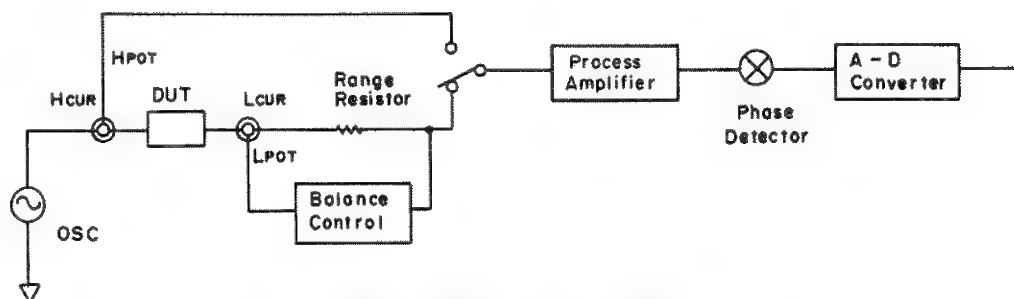 HPOT
HCUR
DUT
LCUR
Range
Resistor
LPOT
Balance
Control
OSC
Process
Amplifier
Phase
Detector
A - D
Converter